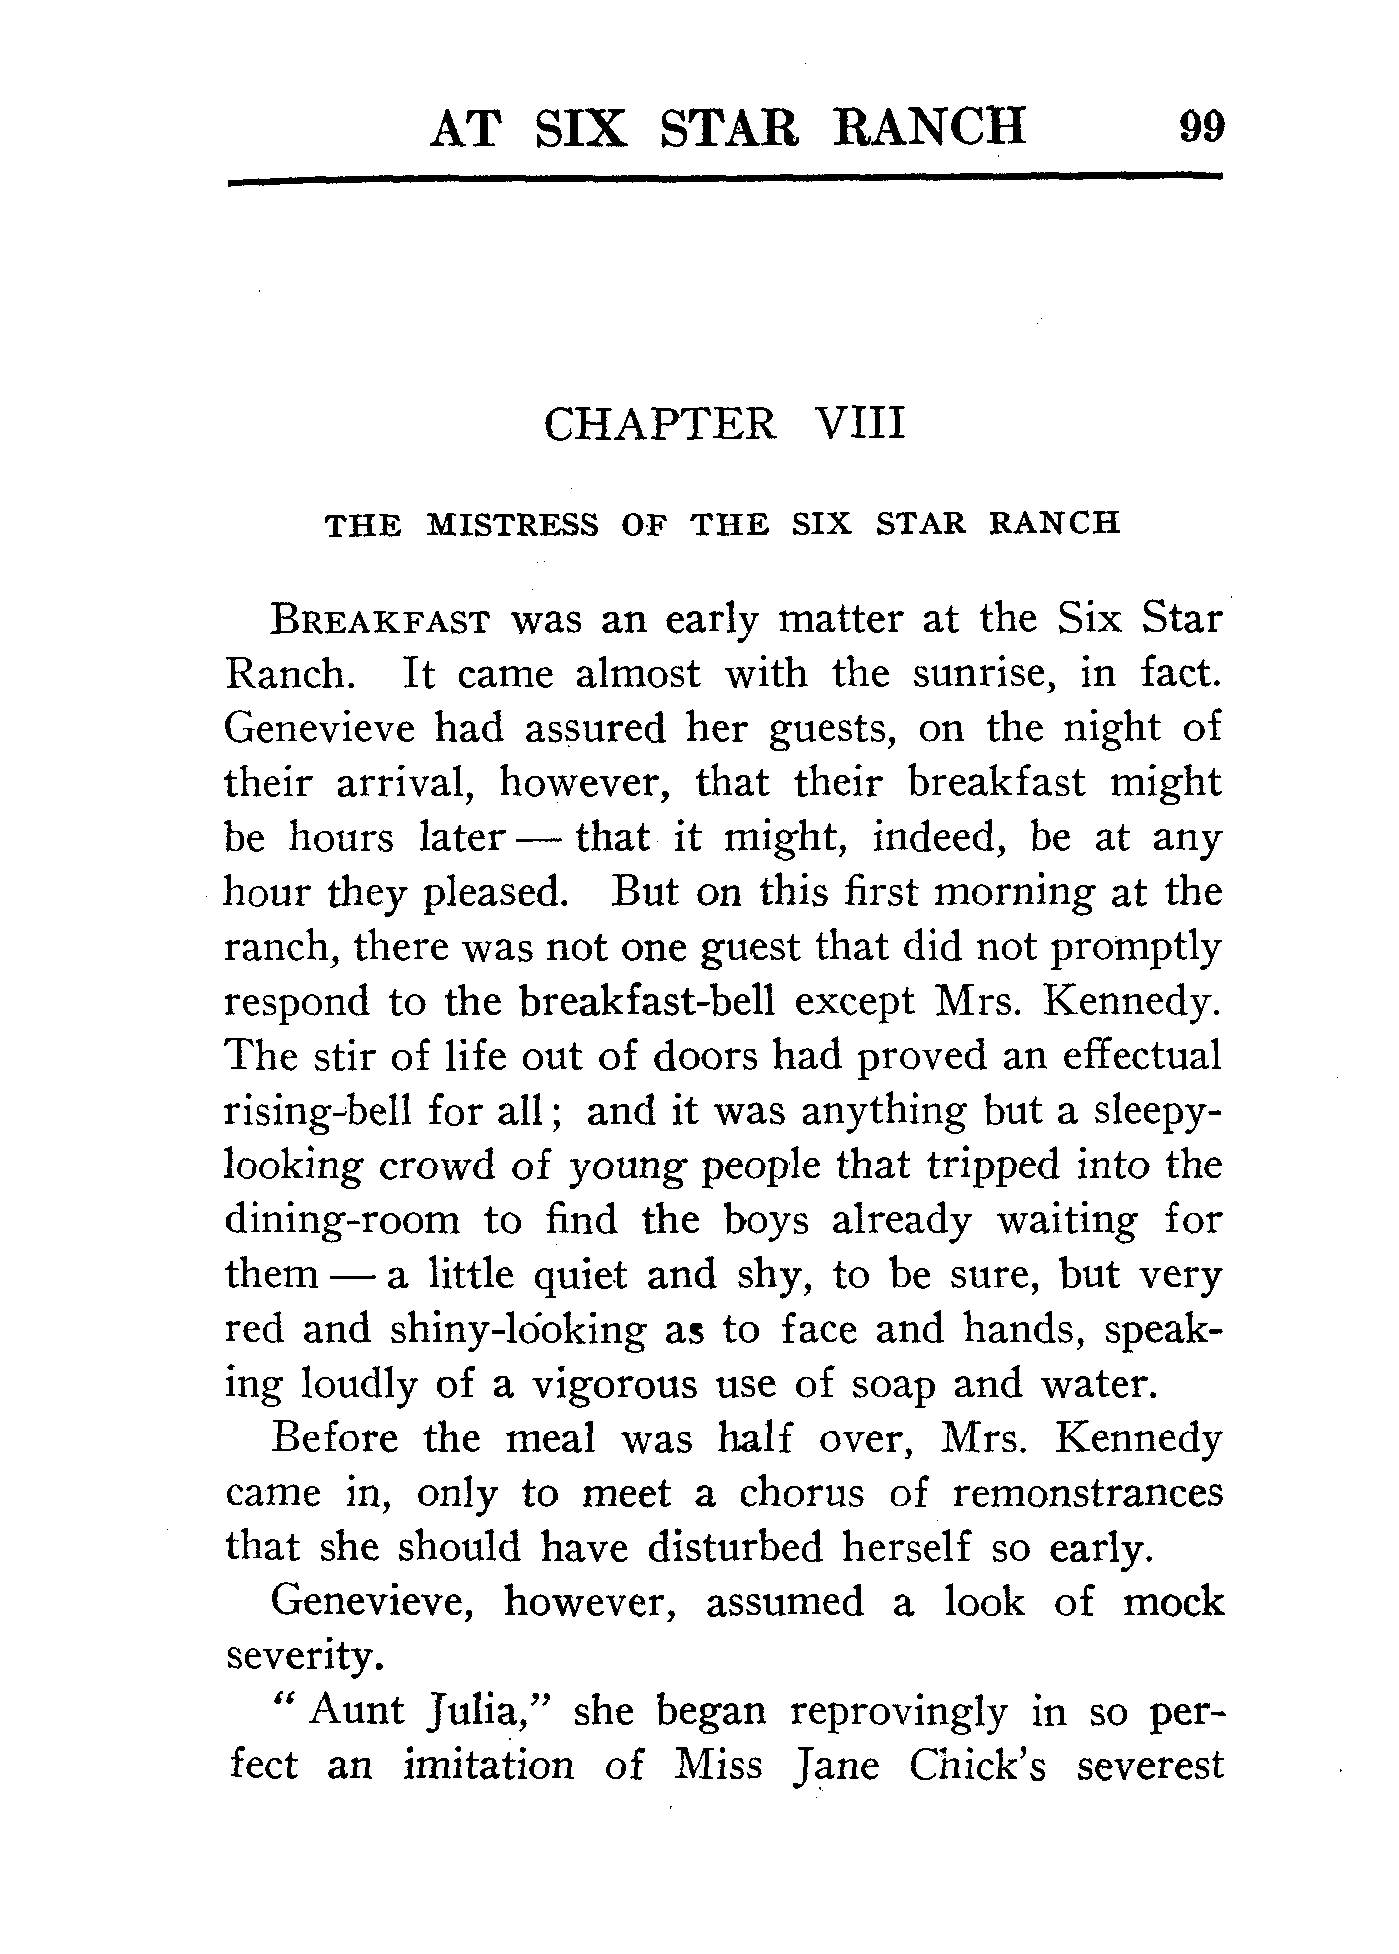 AT SIX STAR RANCH 99
CHAPTER VIII
THE MISTRESS OF THE SIX STAR RANCH
BREAKFAST was an early matter at the Six Star
Ranch. It came almost with the sunrise, in fact.
Genevieve had assured her guests, on the night of
their arrival, however, that their breakfast might
be hours later — that it might, indeed, be at any
hour they pleased. But on this first morning at the
ranch, there was not one guest that did not promptly
respond to the breakfast-bell except Mrs. Kennedy.
The stir of life out of doors had proved an effectual
rising-bell for all; and it was anything but a sleepy-
looking crowd of young people that tripped into the
dining-room to find the boys already waiting for
them — a little quiet and shy, to be sure, but very
red and shiny-looking as to face and hands, speak-
ing loudly of a vigorous use of soap and water.
Before the meal was half over, Mrs. Kennedy
came in, only to meet a chorus of remonstrances
that she should have disturbed herself so early.
Genevieve, however, assumed a look of mock
severity.
“ Aunt Julia,” she began reprovingly in so per-
fect an imitation of Miss Jane Chick's severest